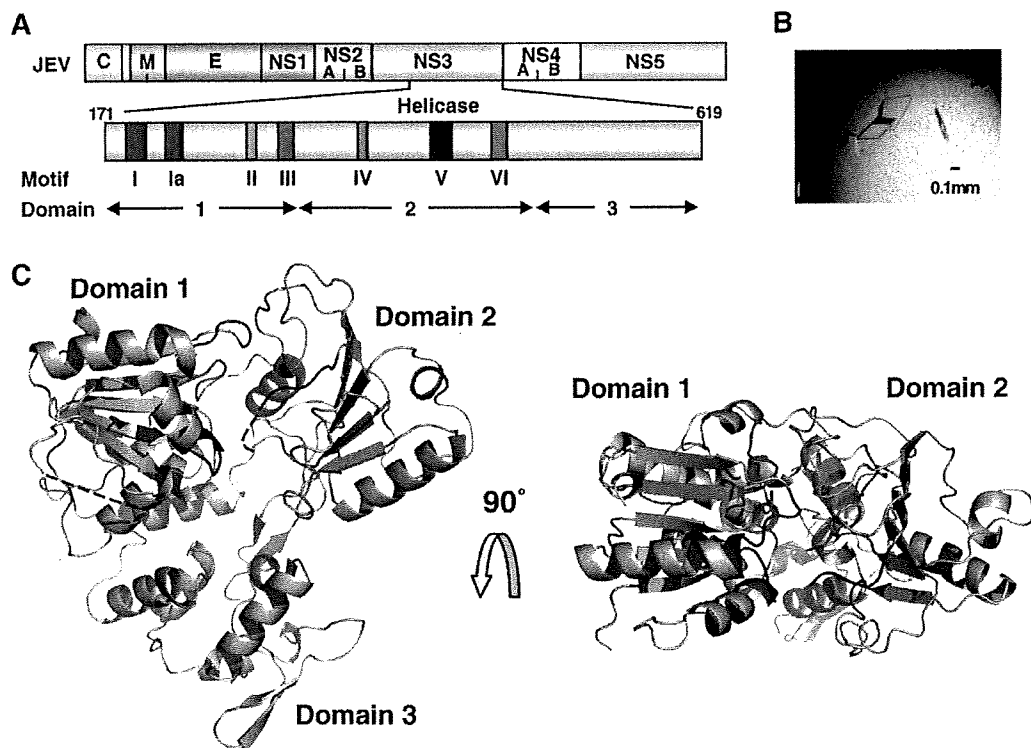 A
JEV C M E NS1 NS2 A B NS3 NS4 A B NS5
171 Helicase 619
Motif I Ia II III IV V VI
Domain 1 2 3
B
0.1mm
C
Domain 1
Domain 2
Domain 3
90°
Domain 1
Domain 2